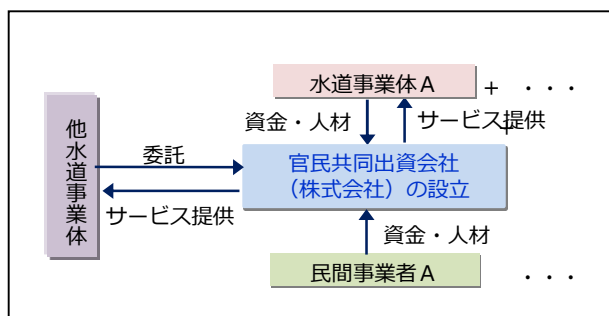 水道事業体A
+ ・・・
資金・人材
サービス提供
+
他水道事業体
委託
官民共同出資会社
（株式会社）の設立
サービス提供
資金・人材
民間事業者A
・・・